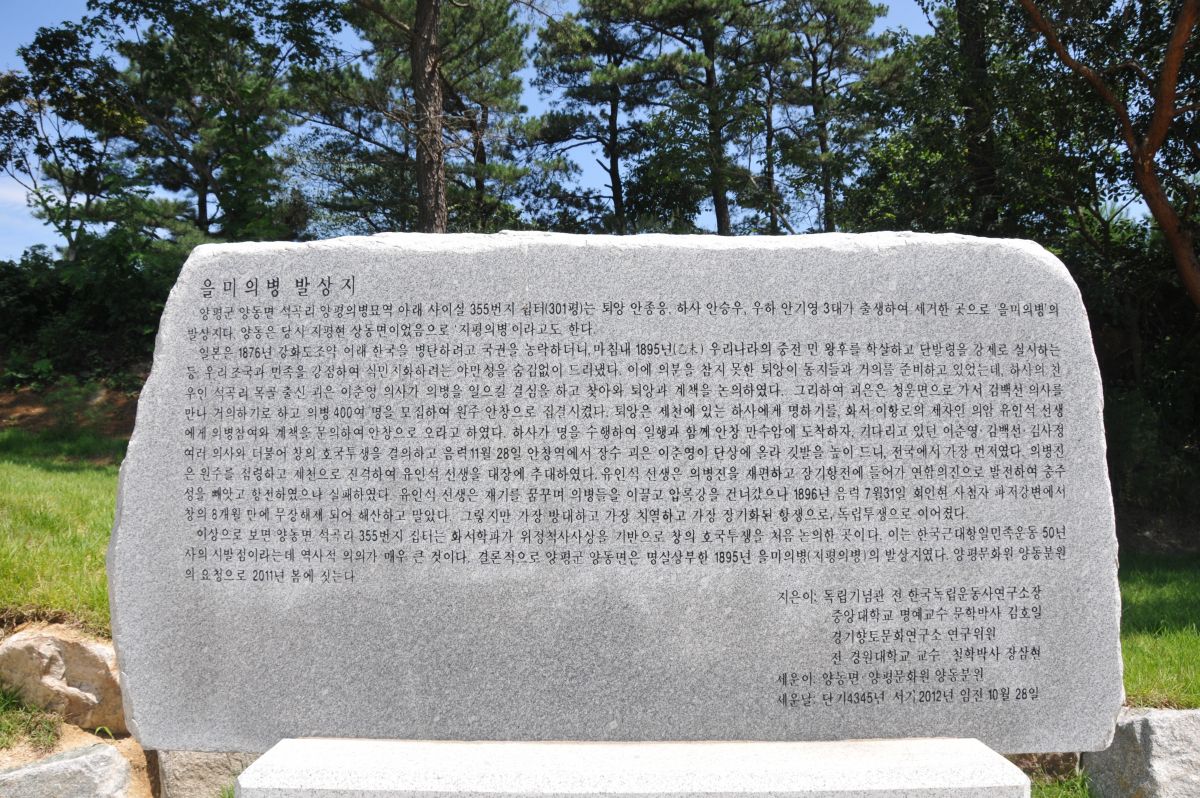 을미의병 발상지
양평군 양동면 석곡리 양평의병묘역 아래 사이실 355번지 쉼터(301평)는 퇴앙 안종응, 하사 안승우, 우하 안기영 3대가 출생하여 세거한 곳으로 '을미의병'의
발상지다. 양동은 당시 지평현 상동면이었음으로 '지평의병'이라고도 한다.
일본은 1876년 강화도조약 이래 한국을 병탄하려고 국권을 농락하더니, 마침내 1895년(乙未) 우리나라의 중전 민 왕후를 학살하고 단발령을 강제로 실시하는
등 우리 조국과 민족을 강점하여 식민지화하려는 야만성을 숨김없이 드러냈다. 이에 의분을 참지 못한 퇴앙이 동지들과 거의를 준비하고 있었는데, 하사의 친
우인 석곡리 목골 출신 괴은 이춘영 의사가 의병을 일으킬 결심을 하고 찾아와 퇴앙과 계책을 논의하였다. 그리하여 괴은은 청운면으로 가서 김백선 의사를
만나 거의하기로 하고 의병 400여 명을 모집하여 원주 안창으로 집결시켰다. 퇴앙은 제천에 있는 하사에게 명하기를, 화서 이항로의 제자인 의암 유인석 선생
에게 의병참여와 계책을 문의하여 안창으로 오라고 하였다. 하사가 명을 수행하여 일행과 함께 안창 만수암에 도착하자, 기다리고 있던 이춘영·김백선·김사정
여러 의사와 더불어 창의 호국투쟁을 결의하고 음력11월 28일 안창역에서 장수 괴은 이춘영이 단상에 올라 깃발을 높이 드니, 전국에서 가장 먼저였다. 의병진
은 원주를 점령하고 제천으로 진격하여 유인석 선생을 대장에 추대하였다. 유인석 선생은 의병진을 재편하고 장기항전에 들어가 연합의진으로 발전하여 충주
성을 빼앗고 항전하였으나 실패하였다. 유인석 선생은 재기를 꿈꾸며 의병들을 이끌고 압록강을 건너갔으나 1896년 음력 7월31일 회인현 사첨자 파저강변에서
창의 8개월 만에 무장해제 되어 해산하고 말았다. 그렇지만 가장 방대하고 가장 치열하고 가장 장기화된 항쟁으로, 독립투쟁으로 이어졌다.
이상으로 보면 양동면 석곡리 355번지 집터는 화서학파가 위정척사사상을 기반으로 창의 호국투쟁을 처음 논의한 곳이다. 이는 한국근대항일민족운동 50년
사의 시발점이라는데 역사적 의의가 매우 큰 것이다. 결론적으로 양평군 양동면은 명실상부한 1895년 을미의병(지평의병)의 발상지였다. 양평문화원 양동분원
의 요청으로 2011년 봄에 짓는다
지은이: 독립기념관 전 한국독립운동사연구소장
중앙대학교 명예교수 문학박사 김호일
경기향토문화연구소 연구위원
전 경원대학교 교수 철학박사 장삼현
세운이: 양동면 양평문화원 양동분원
세운날: 단기4345년 서기2012년 임진 10월 28일